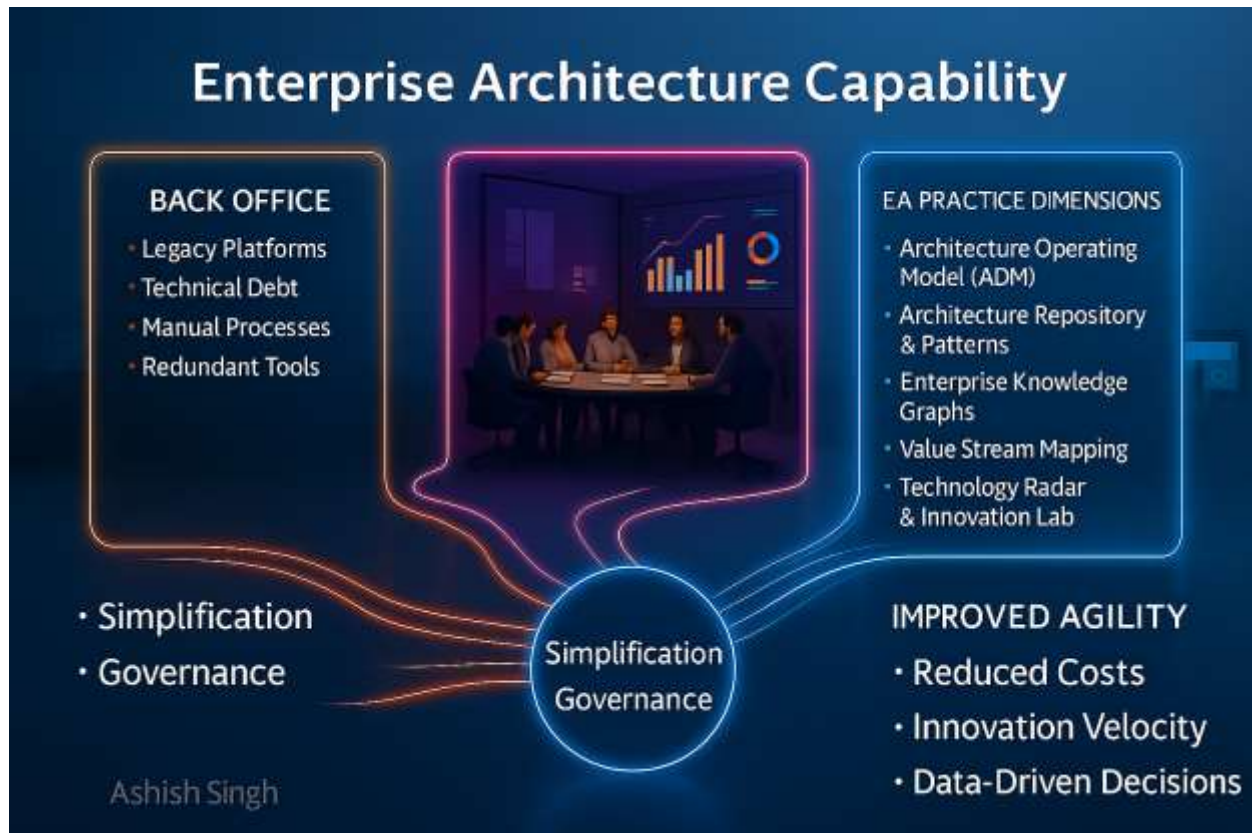 Enterprise Architecture Capability
BACK OFFICE
• Legacy Platforms
• Technical Debt
• Manual Processes
• Redundant Tools
EA PRACTICE DIMENSIONS
• Architecture Operating
Model (ADM)
• Architecture Repository
& Patterns
• Enterprise Knowledge
Graphs
• Value Stream Mapping
• Technology Radar
& Innovation Lab
• Simplification
• Governance
Simplification
Governance
IMPROVED AGILITY
• Reduced Costs
• Innovation Velocity
• Data-Driven Decisions
Ashish Singh